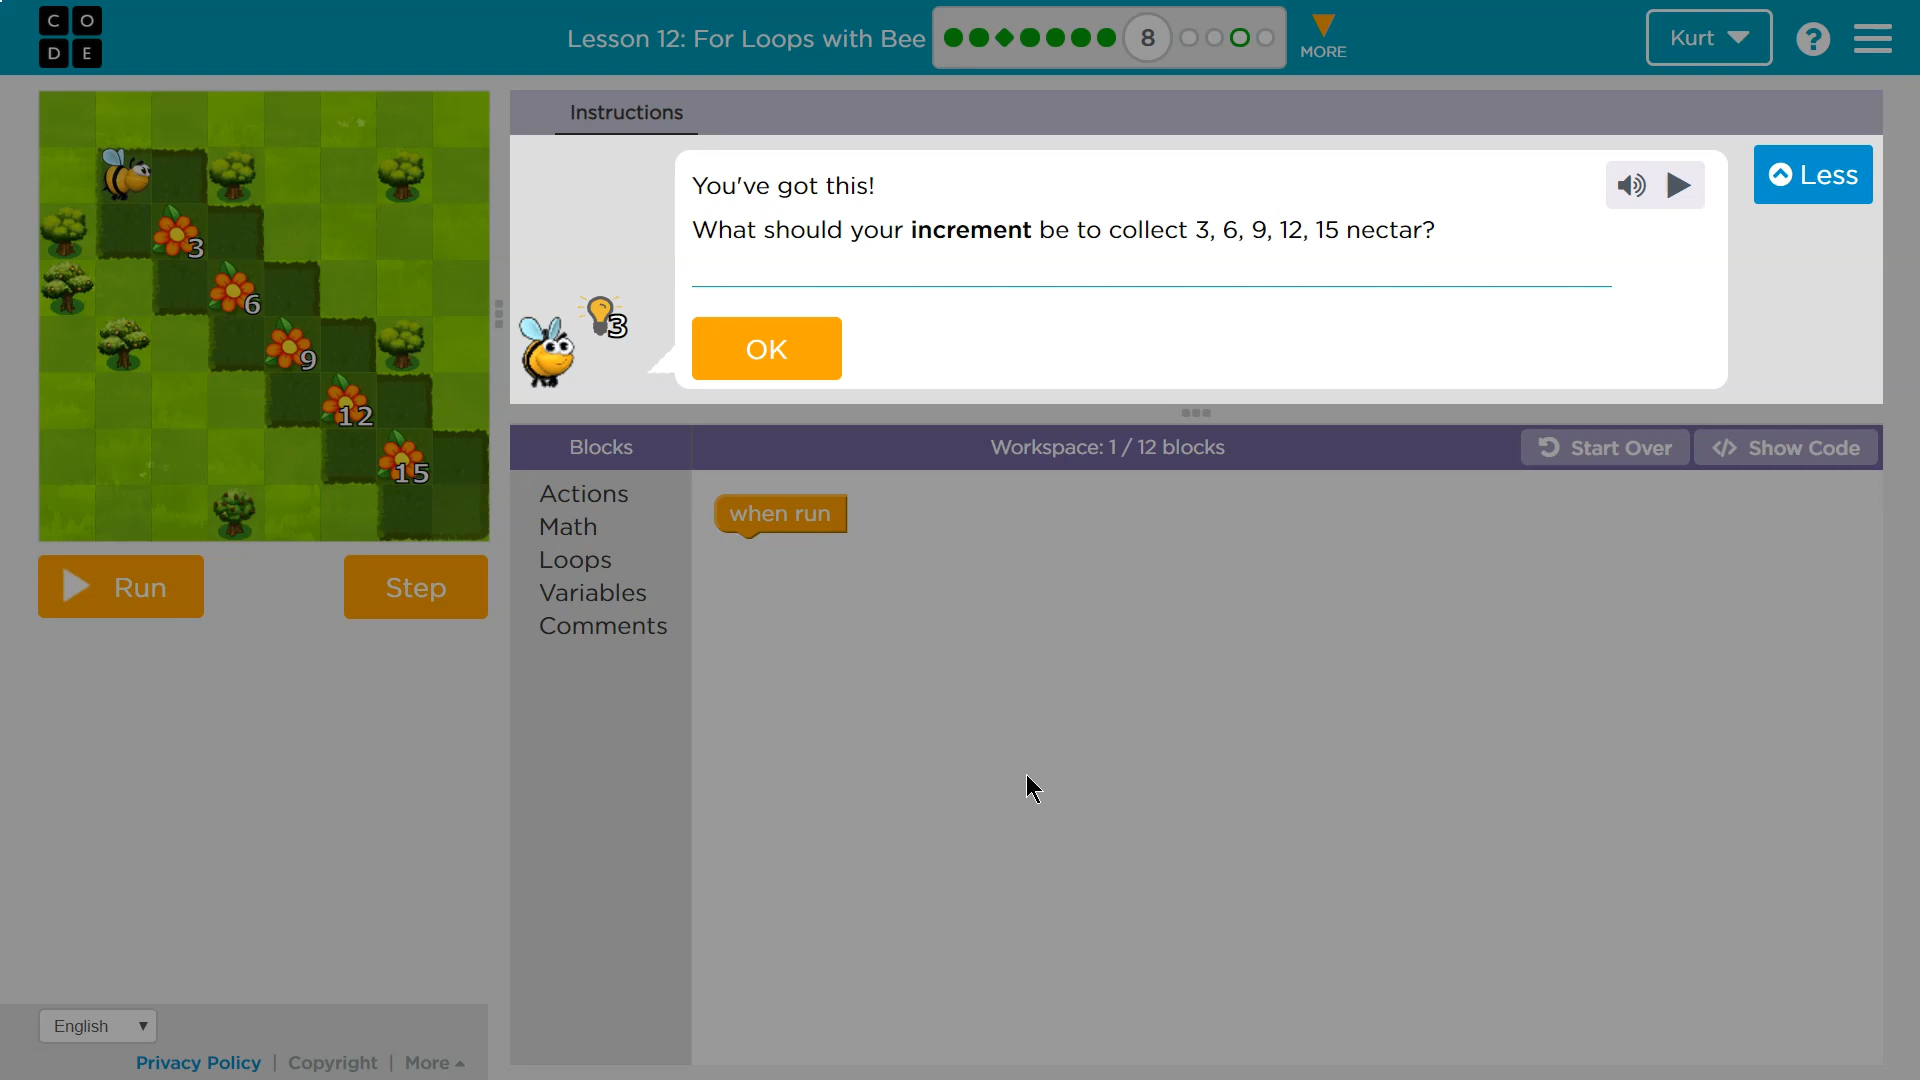 C O
D E
Lesson 12: For Loops with Bee
8
MORE
Kurt
?
Instructions
You've got this!
What should your increment be to collect 3, 6, 9, 12, 15 nectar?
Less
3
OK
3
6
9
12
15
Run
Step
Blocks
Workspace: 1 / 12 blocks
Start Over
</> Show Code
Actions
Math
Loops
Variables
Comments
when run
English
Privacy Policy | Copyright | More